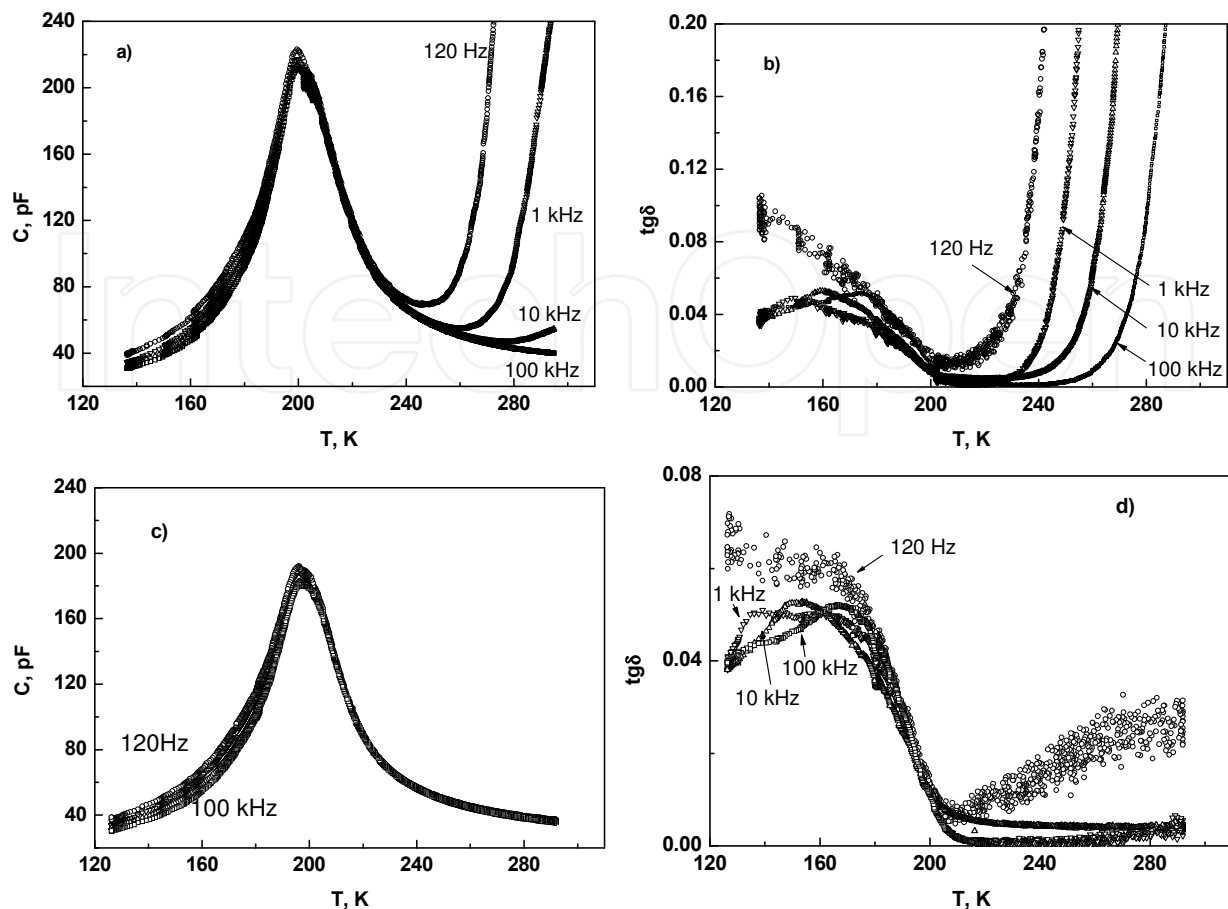 a)
240
200
160
120
80
40
C, pF
120 Hz
1 kHz
10 kHz
100 kHz
120 160 200 240 280
T, K
b)
0.20
0.16
0.12
0.08
0.04
0.00
tgδ
120 Hz
1 kHz
10 kHz
100 kHz
120 160 200 240 280
T, K
c)
240
200
160
120
80
40
C, pF
120Hz
100 kHz
120 160 200 240 280
T, K
d)
0.08
0.04
0.00
tgδ
120 Hz
1 kHz
100 kHz
10 kHz
120 160 200 240 280
T, K
IntechOpen